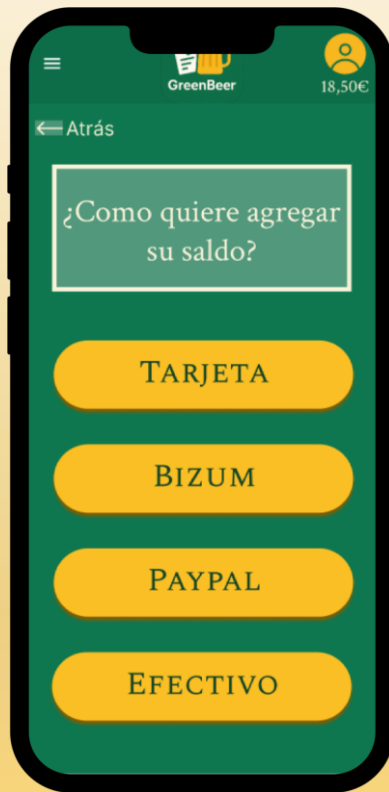 GreenBeer
18,50€
Atrás
¿Como quiere agregar
su saldo?
TARJETA
BIZUM
PAYPAL
EFECTIVO